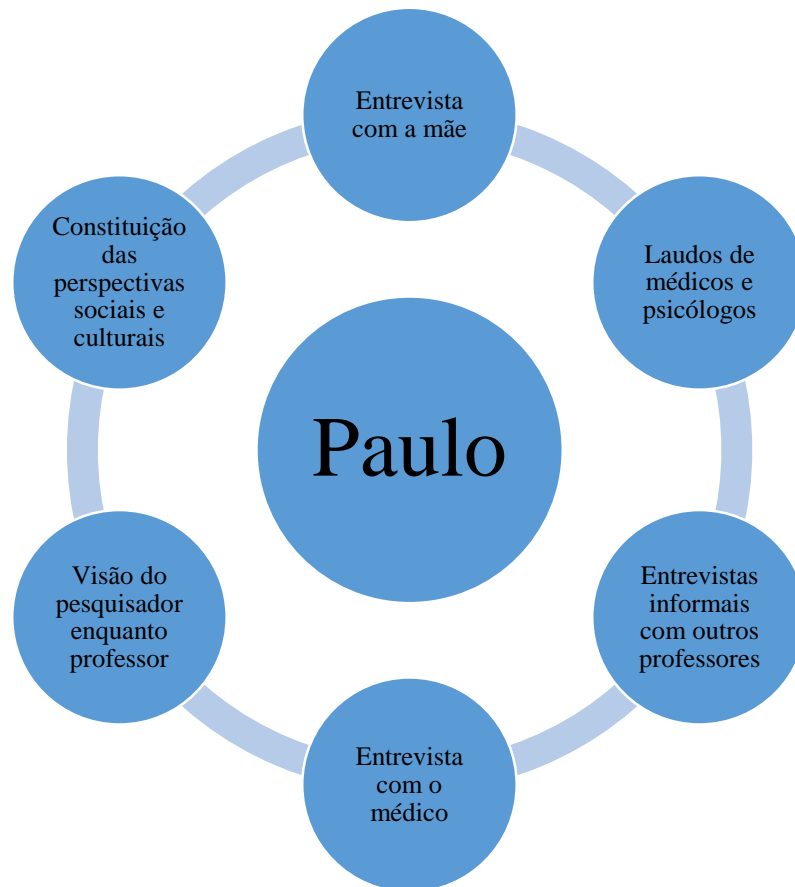 Entrevista
com a mãe
Laudos de
médicos e
psicólogos
Entrevistas
informais
com outros
professores
Entrevista
com o
médico
Visão do
pesquisador
enquanto
professor
Constituição
das
perspectivas
sociais e
culturais
Paulo